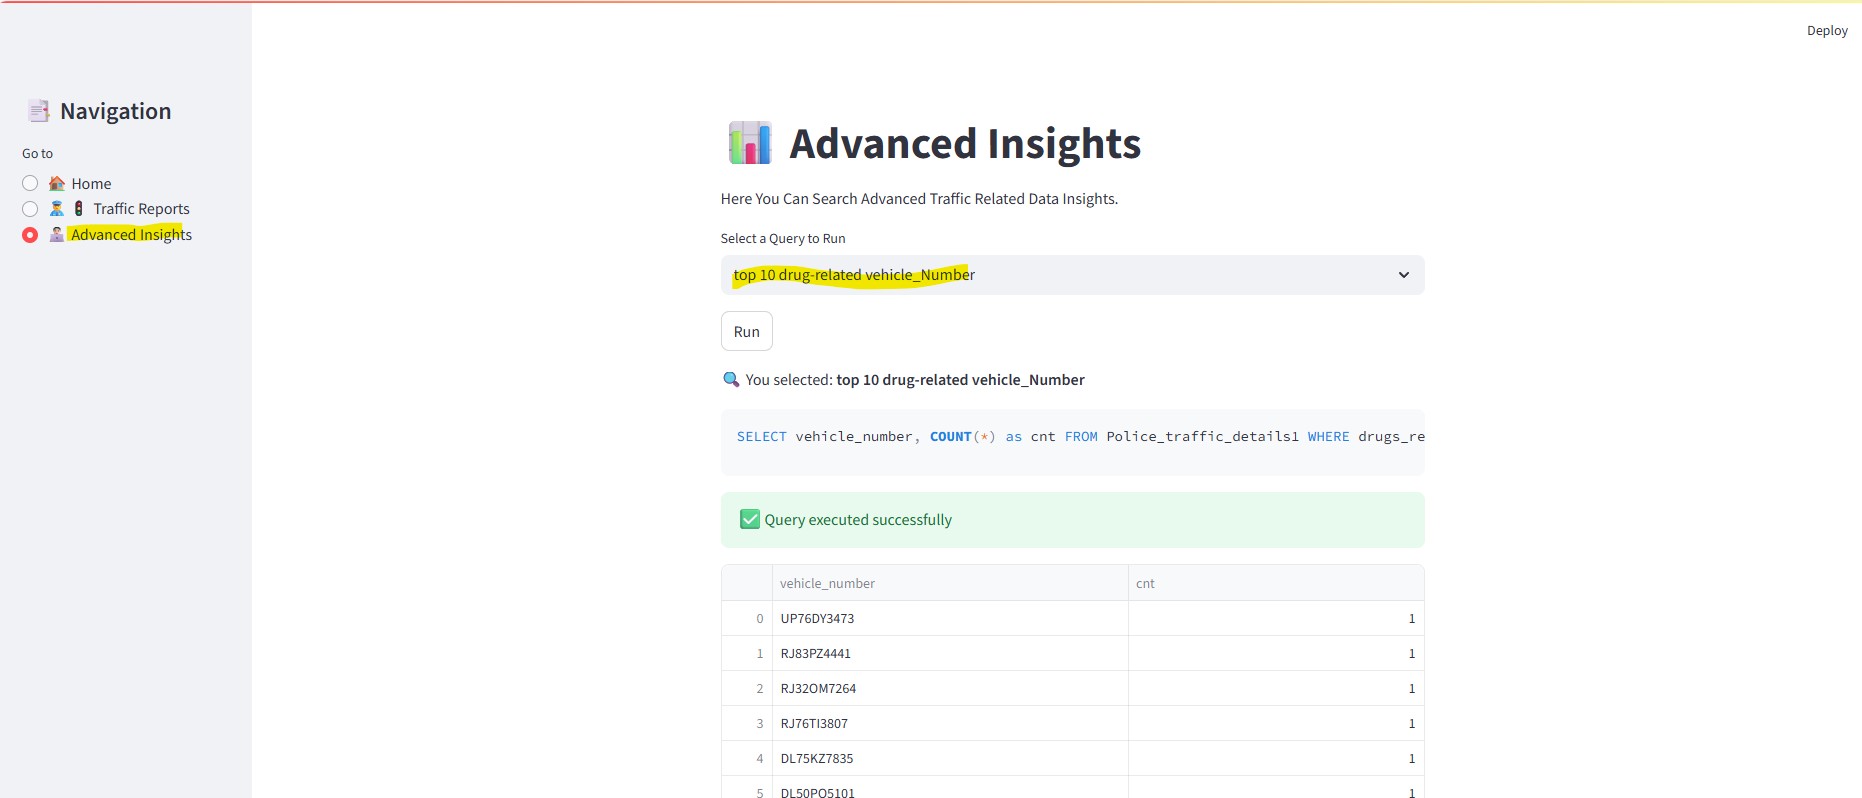 Deploy
Navigation
Go to
Home
Traffic Reports
Advanced Insights
Advanced Insights
Here You Can Search Advanced Traffic Related Data Insights.
Select a Query to Run
top 10 drug-related vehicle_Number
Run
You selected: top 10 drug-related vehicle_Number
SELECT vehicle_number, COUNT(*) as cnt FROM Police_traffic_details1 WHERE drugs_re
Query executed successfully
vehicle_number cnt
0 UP76DY3473 1
1 RJ83PZ4441 1
2 RJ32OM7264 1
3 RJ76TI3807 1
4 DL75KZ7835 1
5 DL50PO5101 1